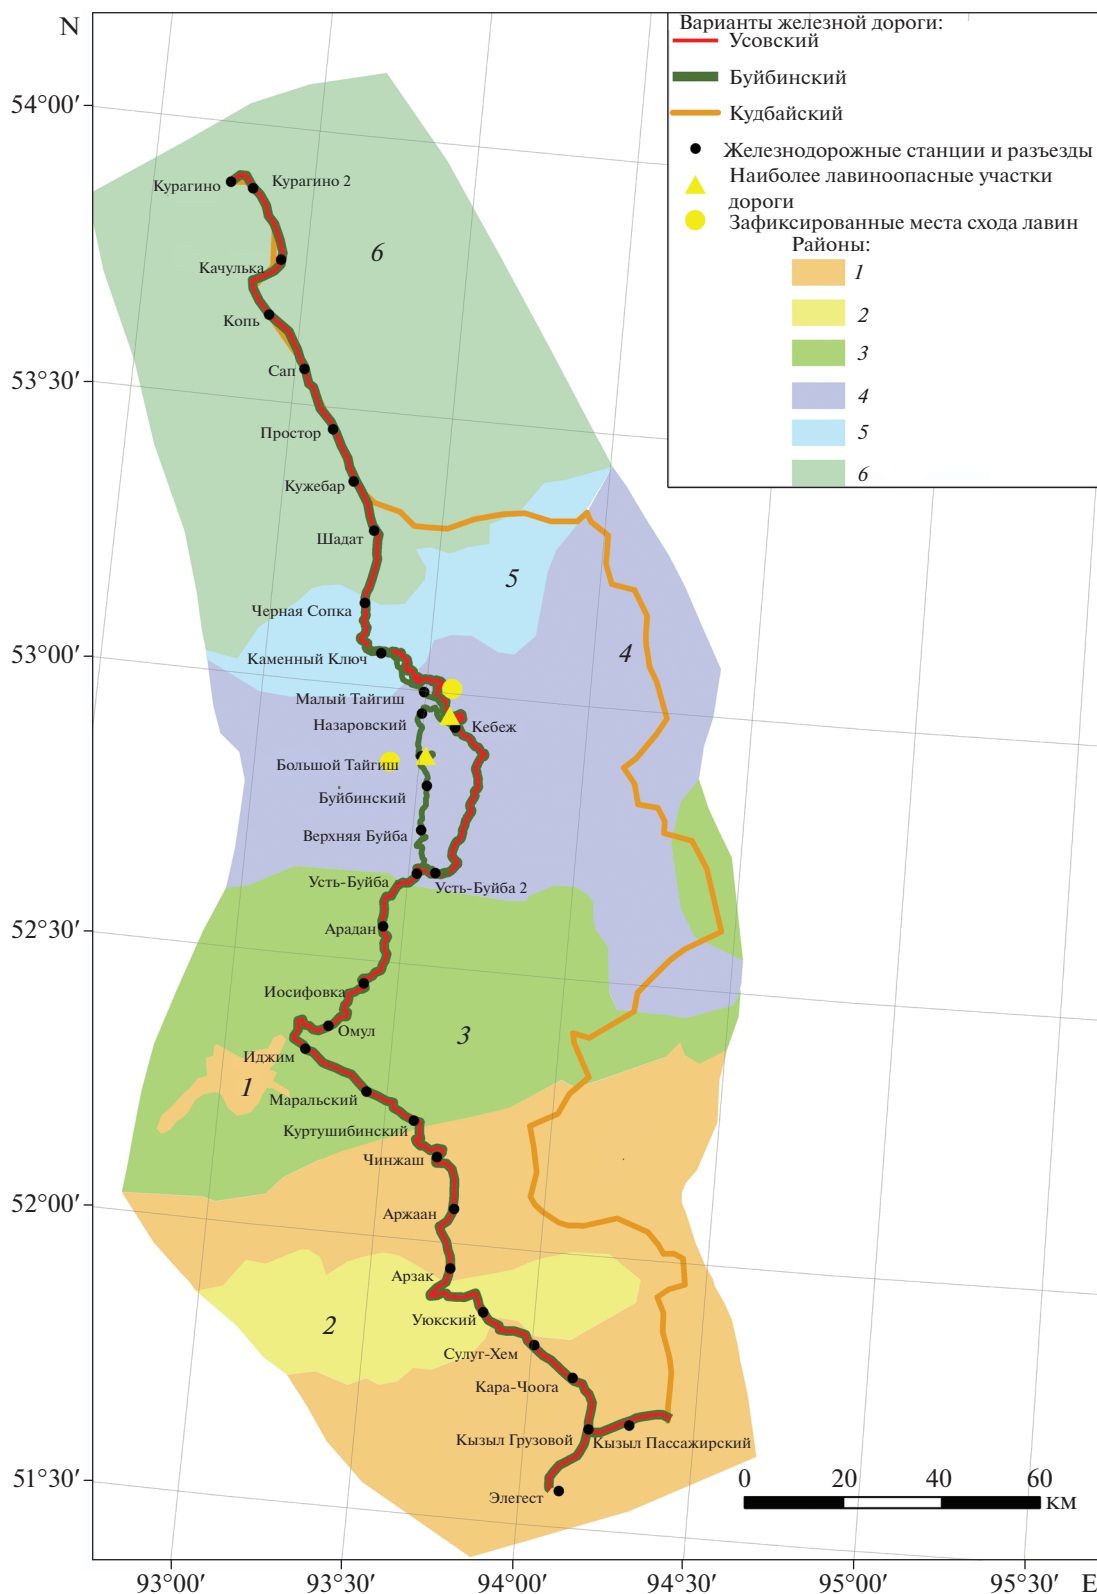 N
Варианты железной дороги:
Усовский
Буйбинский
Кудбайский
Железнодорожные станции и разъезды
Наиболее лавиноопасные участки
дороги
Зафиксированные места схода лавин
Районы:
1
2
3
4
5
6
54°00′
53°30′
53°00′
52°30′
52°00′
51°30′
Курагино
Курагино 2
6
Качулька
Копь
Сап
Простор
Кужебар
Шадат
5
Черная Сопка
4
Каменный Ключ
Малый Тайгиш
Назаровский
Кебеж
Большой Тайгиш
Буйбинский
Верхняя Буйба
Усть-Буйба
Усть-Буйба 2
Арадан
Иосифовка
Омул
3
Иджим
1
Маральский
Куртушибинский
Чинжаш
Аржаан
Арзак
2
Уюкский
Сулуг-Хем
Кара-Чоога
Кызыл Грузовой
Кызыл Пассажирский
Элегест
0 20 40 60
км
93°00′ 93°30′ 94°00′ 94°30′ 95°00′ 95°30′ E